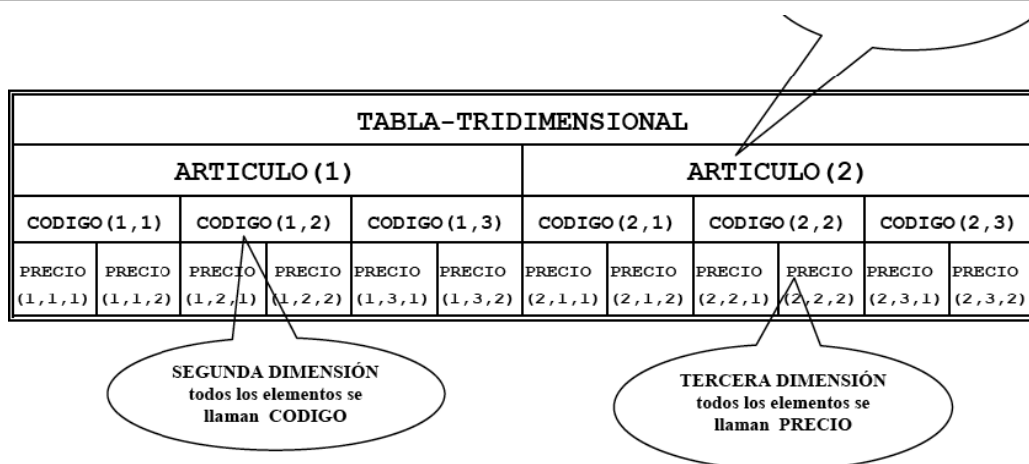 TABLA-TRIDIMENSIONAL
ARTICULO(1) ARTICULO(2)
CODIGO(1,1) CODIGO(1,2) CODIGO(1,3) CODIGO(2,1) CODIGO(2,2) CODIGO(2,3)
PRECIO PRECIO PRECIO PRECIO PRECIO PRECIO PRECIO PRECIO PRECIO PRECIO PRECIO PRECIO
(1,1,1) (1,1,2) (1,2,1) (1,2,2) (1,3,1) (1,3,2) (2,1,1) (2,1,2) (2,2,1) (2,2,2) (2,3,1) (2,3,2)
SEGUNDA DIMENSIÓN
todos los elementos se
llaman CODIGO
TERCERA DIMENSIÓN
todos los elementos se
llaman PRECIO